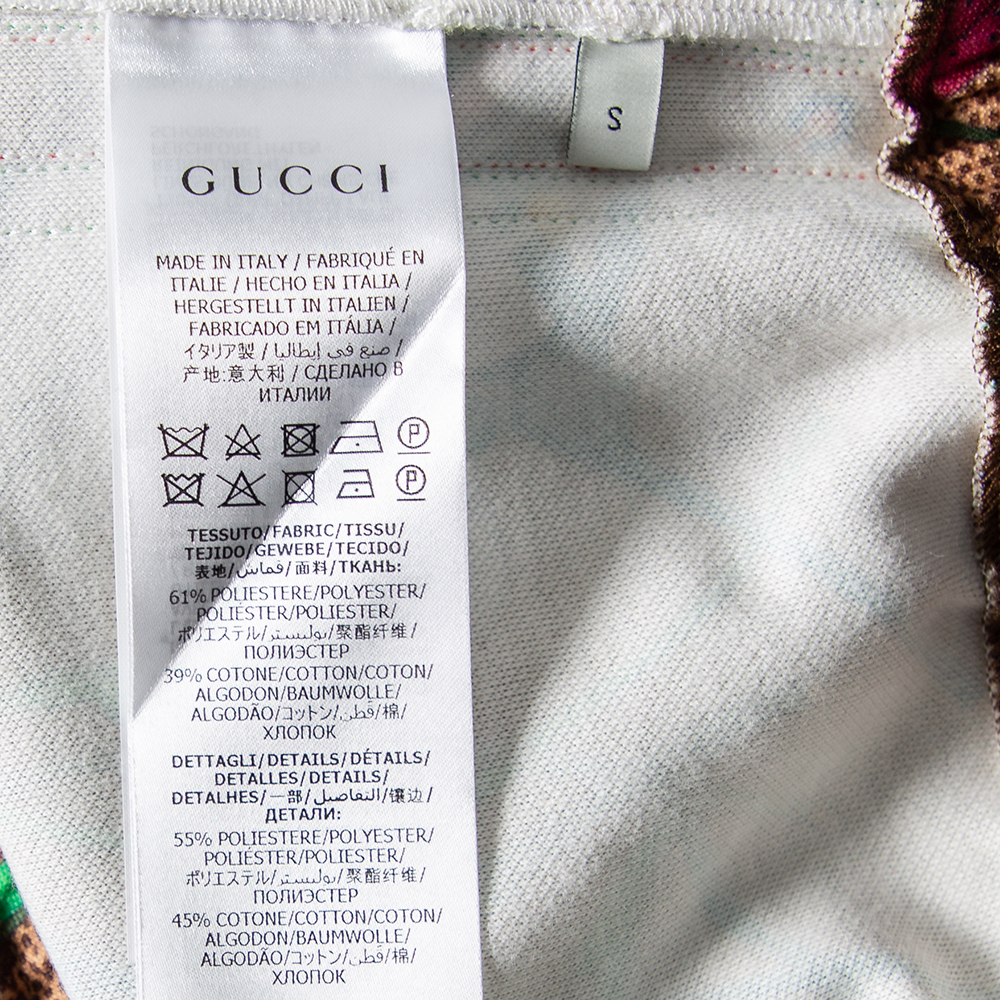 GUCCI
S
MADE IN ITALY / FABRIQUÉ EN
ITALIE / HECHO EN ITALIA /
HERGESTELLT IN ITALIEN /
FABRICADO EM ITÁLIA /
イタリア製 / صنع في إيطاليا /
产地:意大利 / СДЕЛАНО В
ИТАЛИИ
P
P
TESSUTO/FABRIC/TISSU/
TEJIDO/GEWEBE/TECIDO/
表地/قماش/面料/ТКАНЬ:
61% POLIESTERE/POLYESTER/
POLIÉSTER/POLIESTER/
ポリエステル/بوليستر/聚酯纤维/
ПОЛИЭСТЕР
39% COTONE/COTTON/COTON/
ALGODON/BAUMWOLLE/
ALGODÃO/コットン/قطن/棉/
ХЛОПОК
DETTAGLI/DETAILS/DÉTAILS/
DETALLES/DETAILS/
DETALHES/一部/التفاصيل/镶边/
ДЕТАЛИ:
55% POLIESTERE/POLYESTER/
POLIÉSTER/POLIESTER/
ポリエステル/بوليستر/聚酯纤维/
ПОЛИЭСТЕР
45% COTONE/COTTON/COTON/
ALGODON/BAUMWOLLE/
ALGODÃO/コットン/قطن/棉/
ХЛОПОК